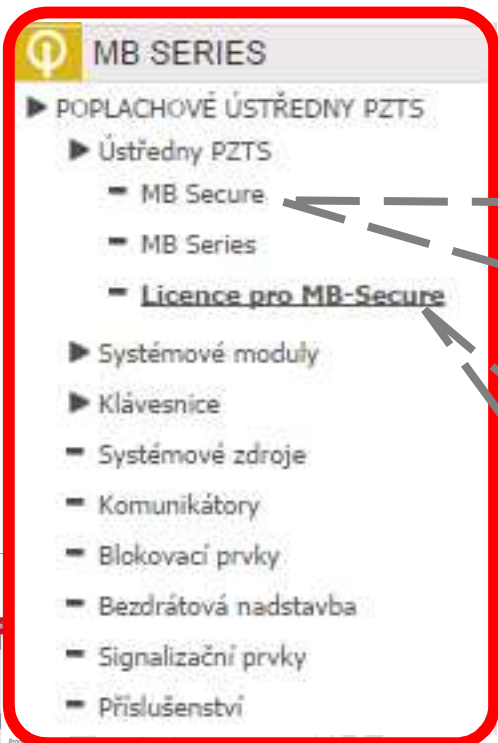 MB SERIES
POPLACHOVÉ ÚSTŘEDNY PZTS
Ústředny PZTS
MB Secure
MB Series
Licence pro MB-Secure
Systémové moduly
Klávesnice
Systémové zdroje
Komunikátory
Blokovací prvky
Bezdrátová nadstavba
Signalizační prvky
Příslušenství